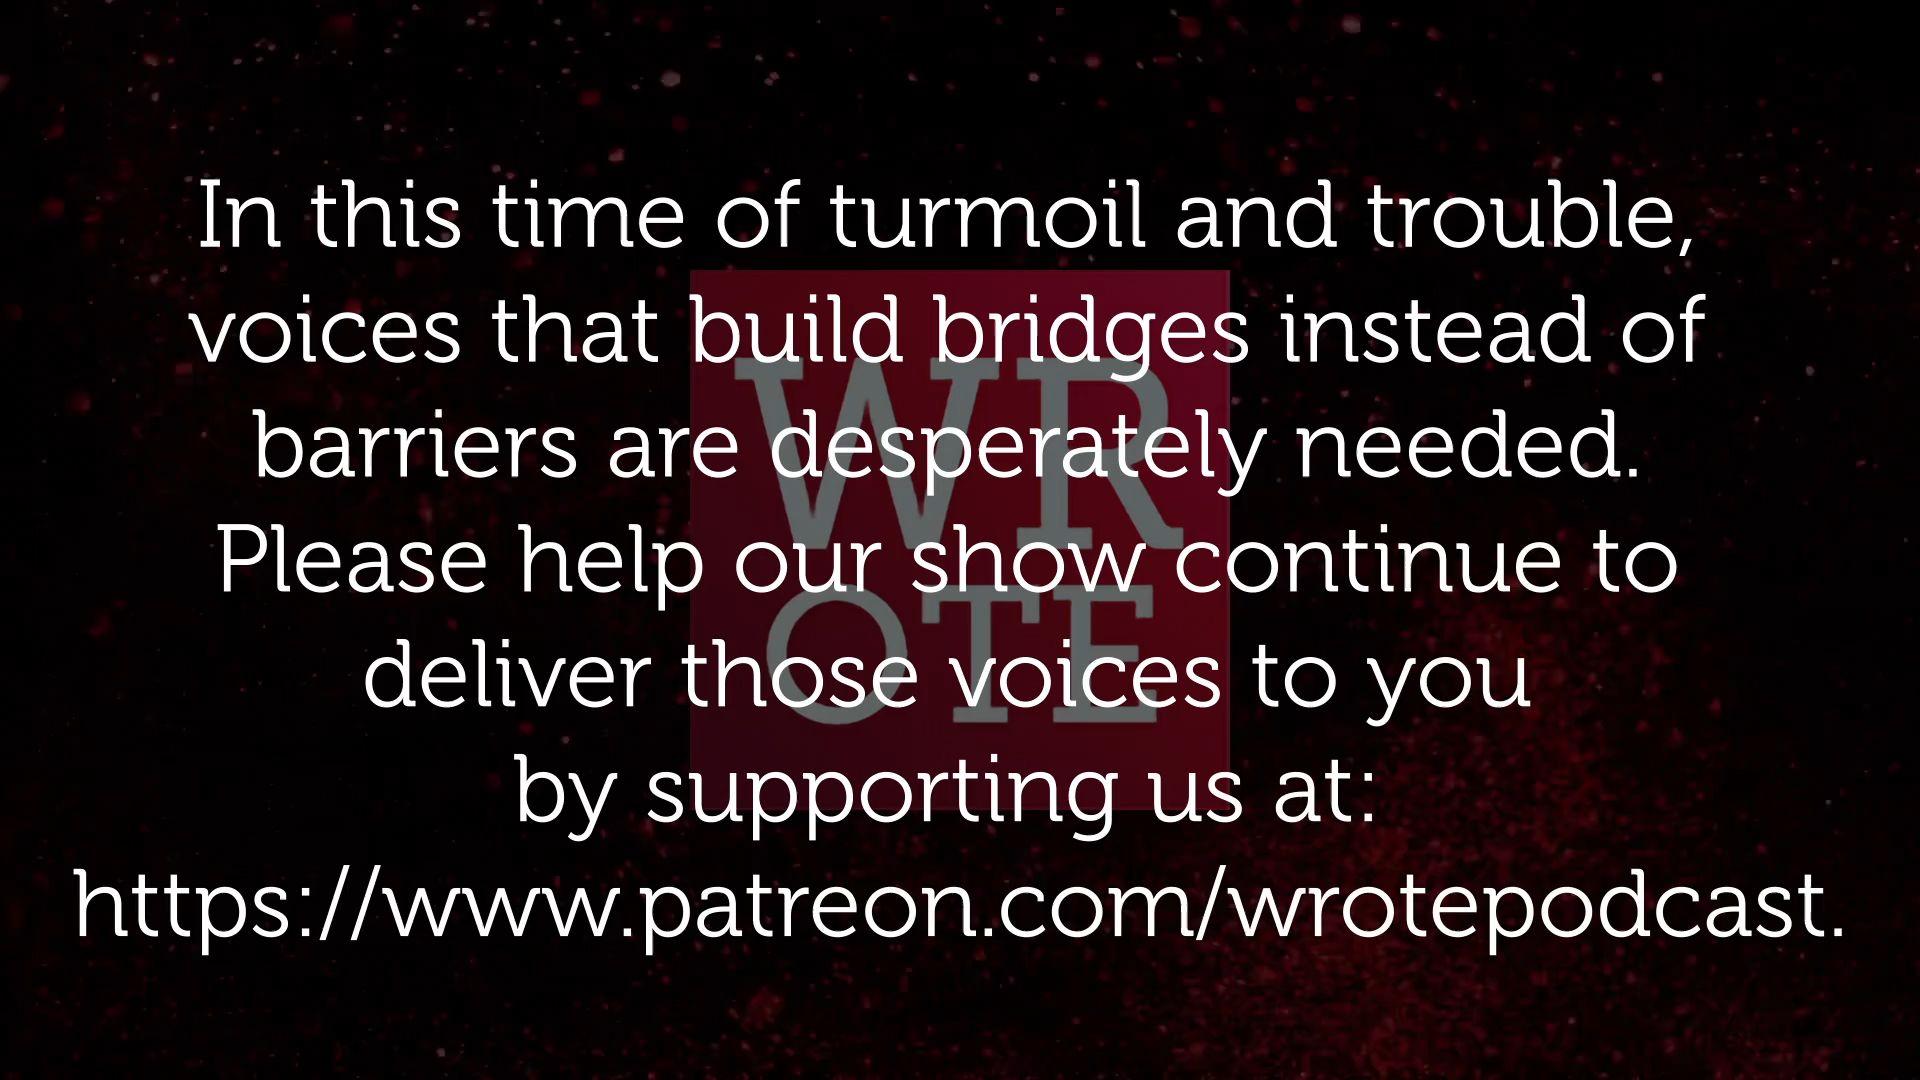 In this time of turmoil and trouble,
voices that build bridges instead of
barriers are desperately needed.
Please help our show continue to
deliver those voices to you
by supporting us at:
https://www.patreon.com/wrotepodcast.
WR
OTE